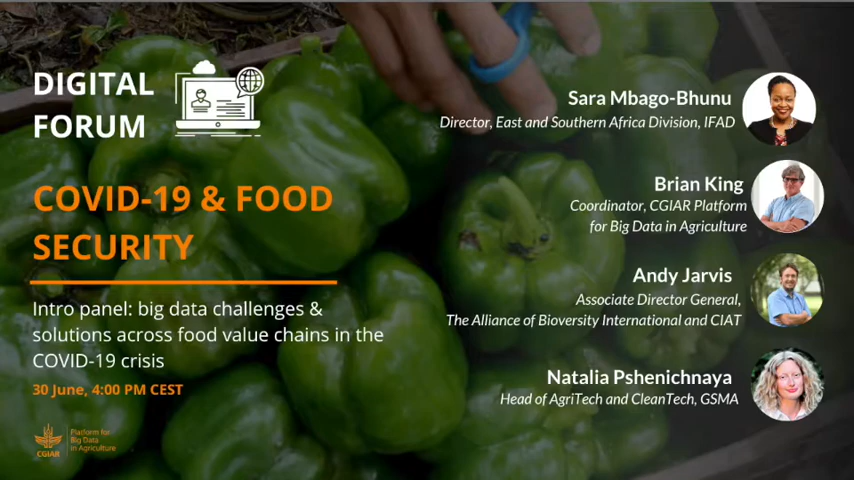 DIGITAL
FORUM
COVID-19 & FOOD
SECURITY
Intro panel: big data challenges &
solutions across food value chains in the
COVID-19 crisis
30 June, 4:00 PM CEST
CGIAR
Platform for
Big Data
in Agriculture
Sara Mbago-Bhunu
Director, East and Southern Africa Division, IFAD
Brian King
Coordinator, CGIAR Platform
for Big Data in Agriculture
Andy Jarvis
Associate Director General,
The Alliance of Bioversity International and CIAT
Natalia Pshenichnaya
Head of AgriTech and CleanTech, GSMA